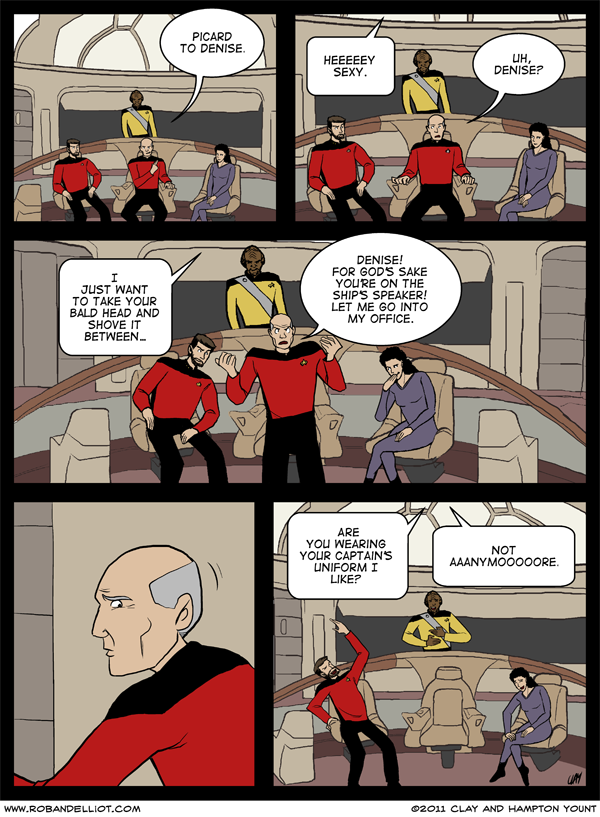 PICARD
TO DENISE.
HEEEEEY
SEXY.
UH,
DENISE?
I
JUST WANT
TO TAKE YOUR
BALD HEAD AND
SHOVE IT
BETWEEN...
DENISE!
FOR GOD'S SAKE
YOU'RE ON THE
SHIP'S SPEAKER!
LET ME GO INTO
MY OFFICE.
ARE
YOU WEARING
YOUR CAPTAIN'S
UNIFORM I
LIKE?
NOT
AAANYMOOOOORE.
CLAY
WWW.ROBANDELLIOT.COM
©2011 CLAY AND HAMPTON YOUNT